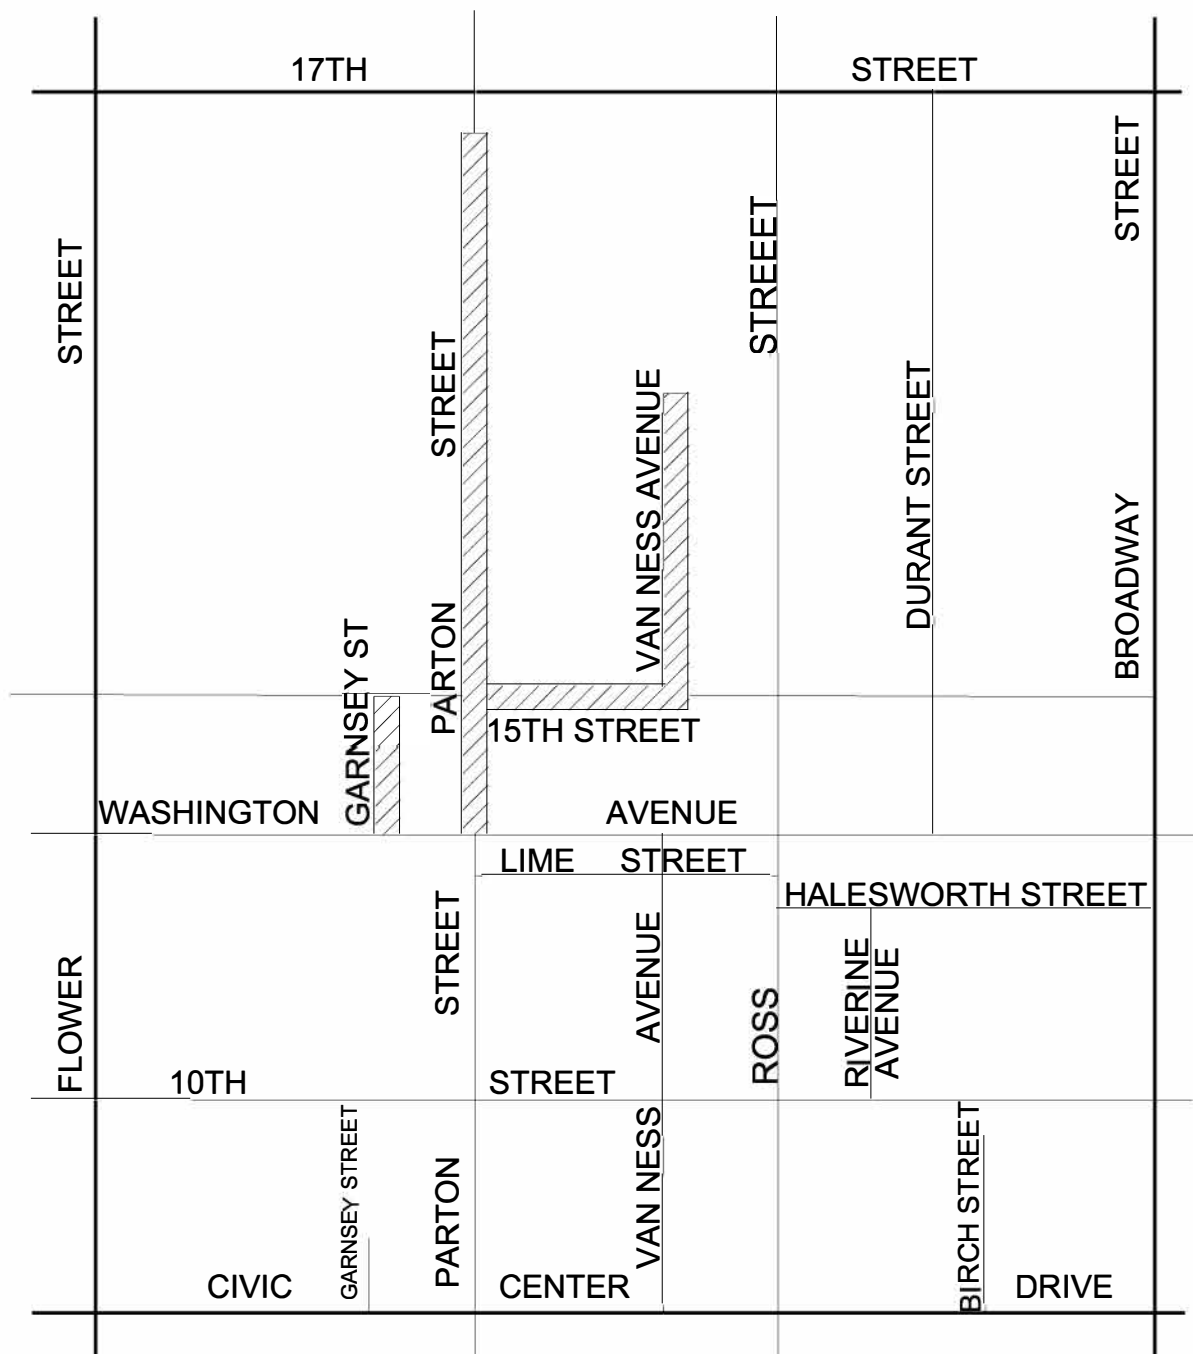 17TH STREET
STREET
STREET
STREEET
STREET
VAN NESS AVENUE
DURANT STREET
BROADWAY
PARTON
GARNSEY ST
15TH STREET
WASHINGTON AVENUE
LIME STREET
HALESWORTH STREET
STREET
AVENUE
RIVERINE
AVENUE
FLOWER
ROSS
10TH STREET
GARNSEY STREET
PARTON
VAN NESS
BIRCH STREET
CIVIC CENTER DRIVE